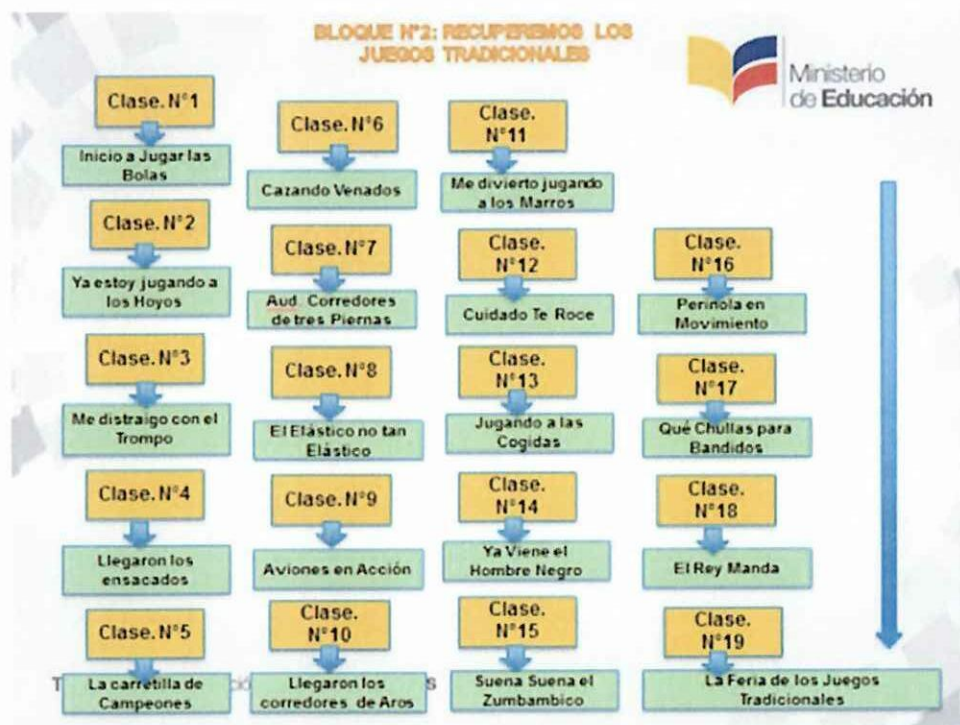 BLOQUE N°2: RECUPEREMOS LOS
JUEGOS TRADICIONALES
Ministerio
de Educación
Clase. N°1
Inicio a Jugar las
Bolas
Clase. N°2
Ya estoy jugando a
los Hoyos
Clase. N°3
Me distraigo con el
Trompo
Clase. N°4
Llegaron los
ensacados
Clase. N°5
La carretilla de
Campeones
Clase. N°6
Cazando Venados
Clase. N°7
Aud. Corredores
de tres Piernas
Clase. N°8
El Elástico no tan
Elástico
Clase. N°9
Aviones en Acción
Clase.
N°10
Llegaron los
corredores de Aros
Clase.
N°11
Me divierto jugando
a los Marros
Clase.
N°12
Cuidado Te Roce
Clase.
N°13
Jugando a las
Cogidas
Clase.
N°14
Ya Viene el
Hombre Negro
Clase.
N°15
Suena Suena el
Zumbambico
Clase.
N°16
Perinola en
Movimiento
Clase.
N°17
Qué Chullas para
Bandidos
Clase.
N°18
El Rey Manda
Clase.
N°19
La Feria de los Juegos
Tradicionales